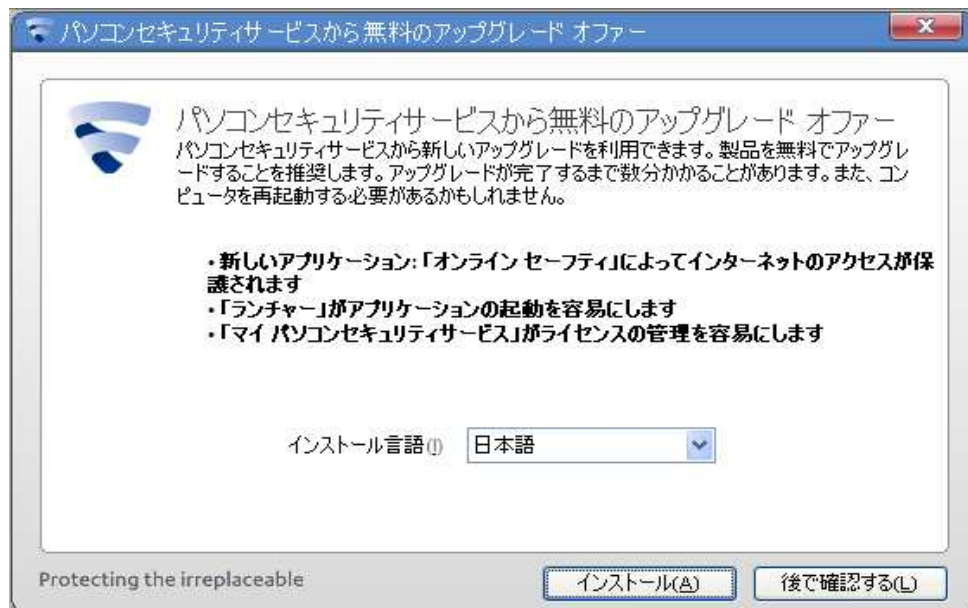 パソコンセキュリティサービスから無料のアップグレード オファー
パソコンセキュリティサービスから無料のアップグレード オファー
パソコンセキュリティサービスから新しいアップグレードを利用できます。製品を無料でアップグレ
ードすることを推奨します。アップグレードが完了するまで数分かかることがあります。また、コン
ピュータを再起動する必要があるかもしれません。
・新しいアプリケーション:「オンライン セーフティ」によってインターネットのアクセスが保
護されます
・「ランチャー」がアプリケーションの起動を容易にします
・「マイ パソコンセキュリティサービス」がライセンスの管理を容易にします
インストール言語(I) 日本語
Protecting the irreplaceable インストール(A) 後で確認する(L)